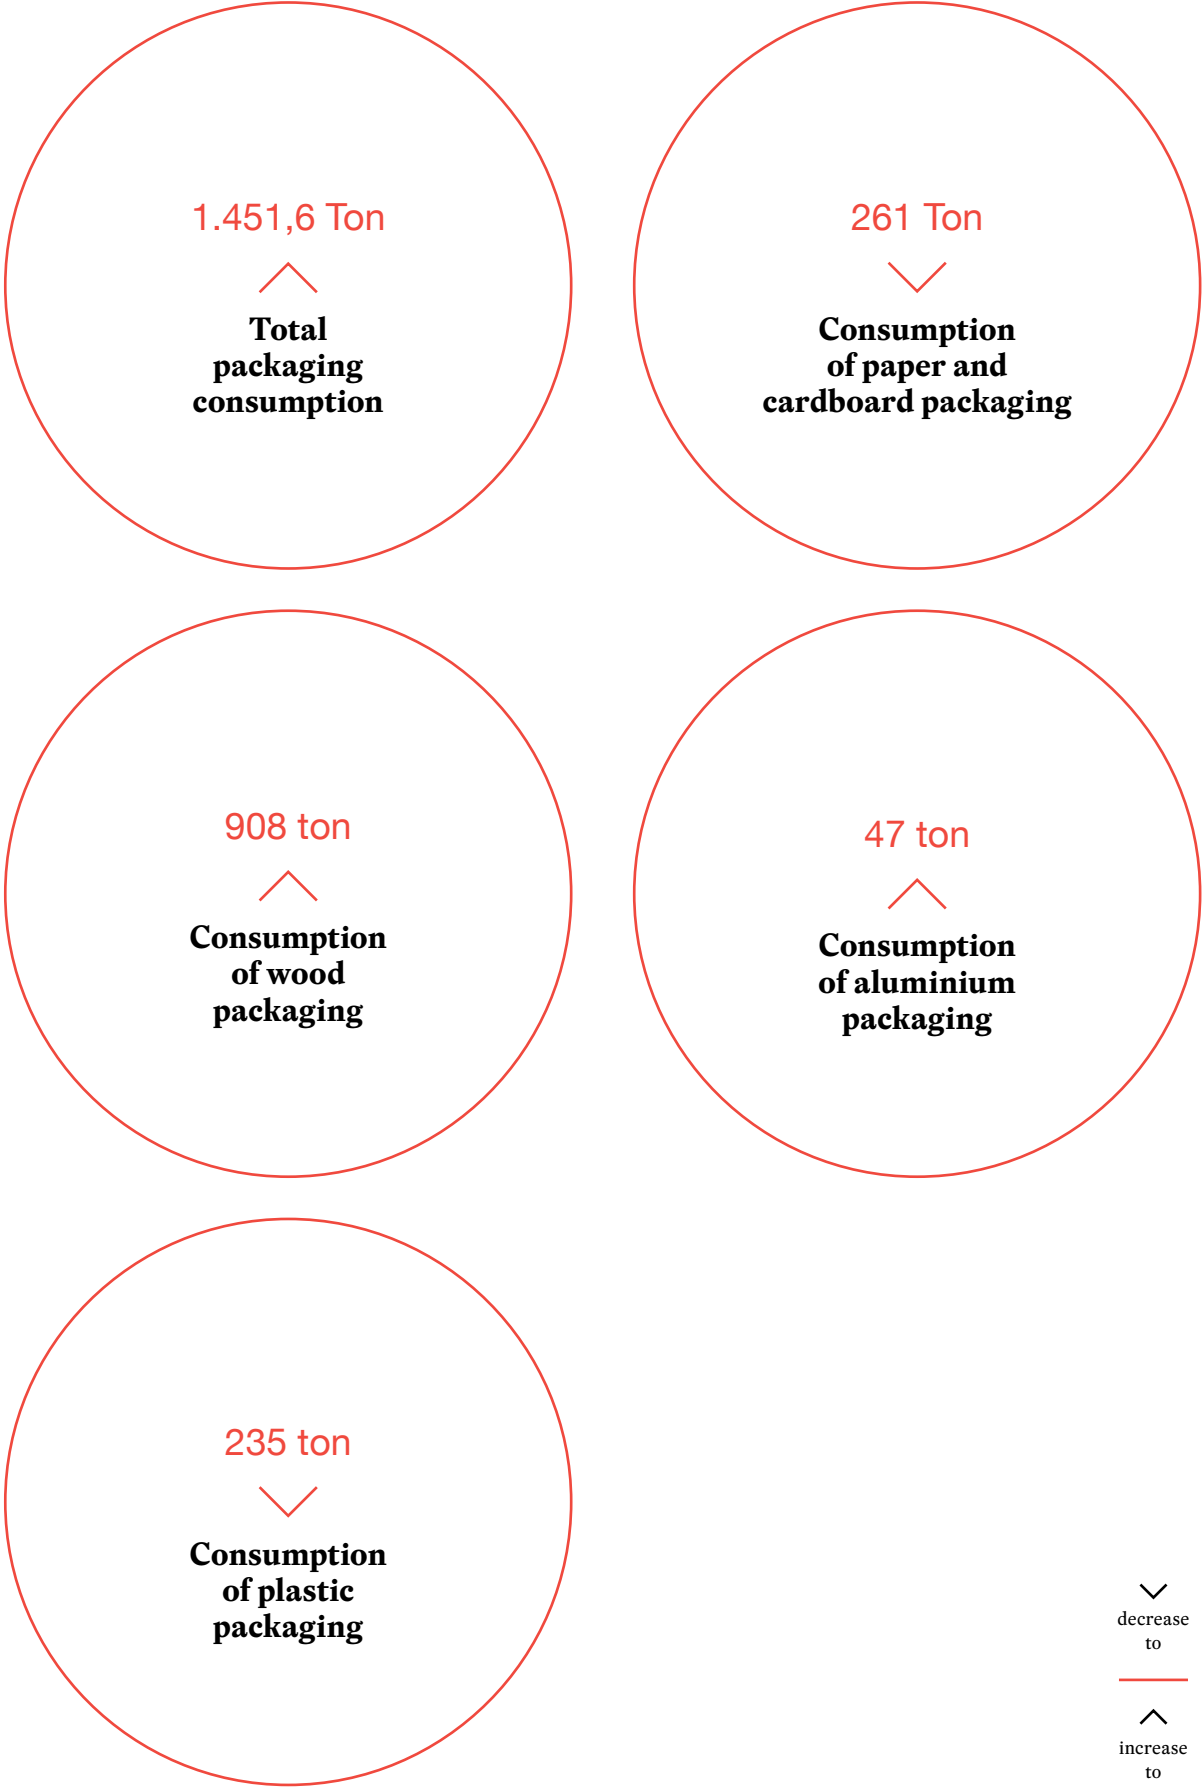 1.451,6 Ton
Total
packaging
consumption
261 Ton
Consumption
of paper and
cardboard packaging
908 ton
Consumption
of wood
packaging
47 ton
Consumption
of aluminium
packaging
235 ton
Consumption
of plastic
packaging
decrease
to
increase
to